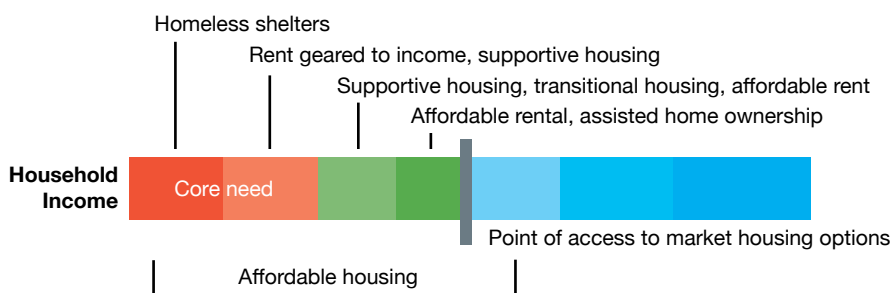 Homeless shelters
Rent geared to income, supportive housing
Supportive housing, transitional housing, affordable rent
Affordable rental, assisted home ownership
Household
Income
Core need
Point of access to market housing options
Affordable housing